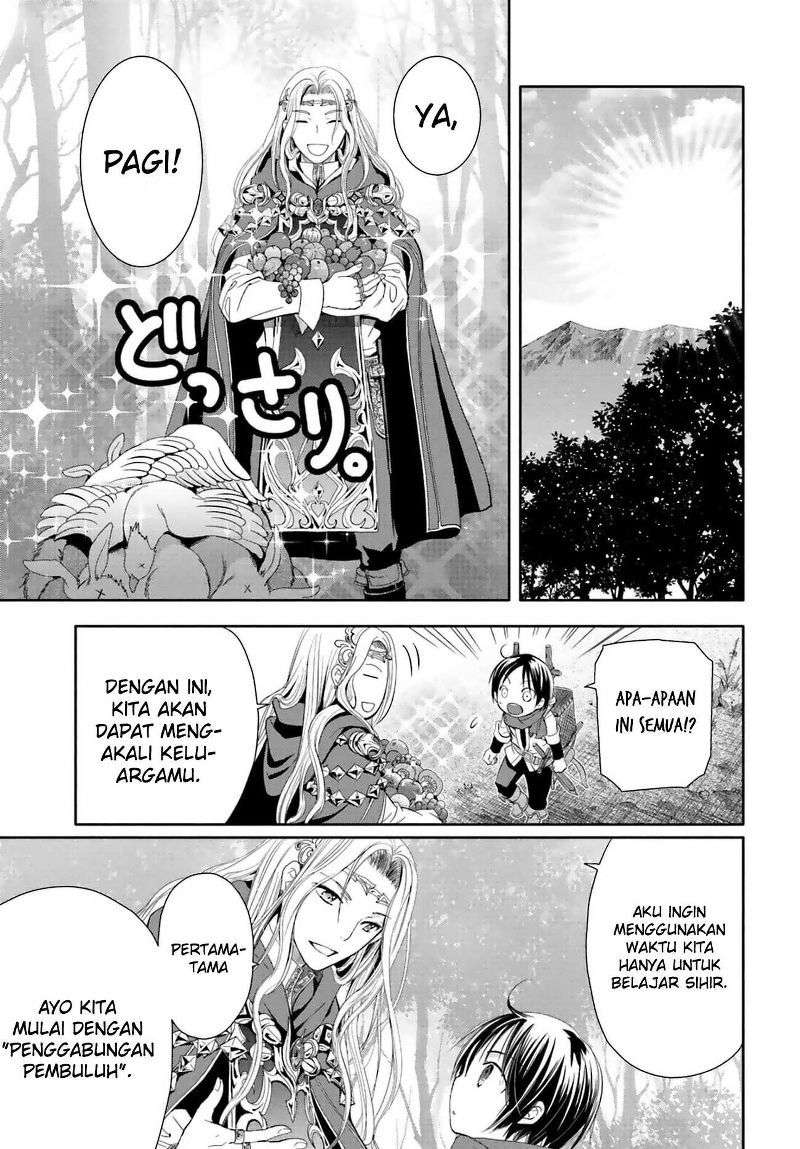 YA,
PAGI!
どっさり。
APA-APAAN
INI SEMUA!?
DENGAN INI,
KITA AKAN
DAPAT MENG-
AKALI KELU-
ARGAMU.
AKU INGIN
MENGGUNAKAN
WAKTU KITA
HANYA UNTUK
BELAJAR SIHIR.
PERTAMA-
TAMA
AYO KITA
MULAI DENGAN
"PENGGABUNGAN
PEMBULUH".